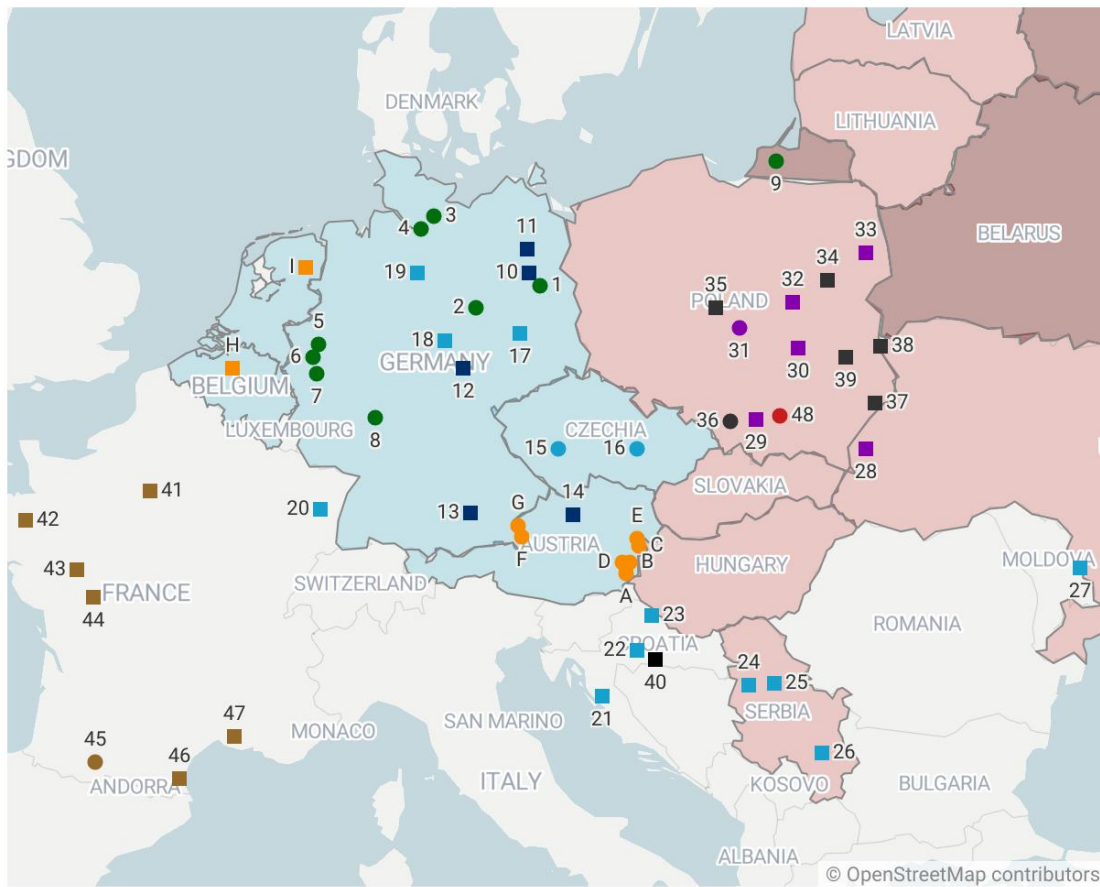 LATVIA
DENMARK
LITHUANIA
GDOM
9
3
4
11
33
BELARUS
I
19
10
1
34
32
35
POLAND
2
5
18
17
31
H
6
GERMANY
30
38
39
BELGIUM
7
12
37
LUXEMBOURG
8
CZECHIA
36
29
48
15
16
28
SLOVAKIA
41
42
20
13
G
14
E
AUSTRIA
F
C
D
B
HUNGARY
MOLDOVA
43
SWITZERLAND
A
27
FRANCE
44
23
ROMANIA
22
CROATIA
40
24
25
21
SERBIA
47
MONACO
SAN MARINO
45
46
26
ANDORRA
ITALY
KOSOVO
BULGARIA
ALBANIA
© OpenStreetMap contributors